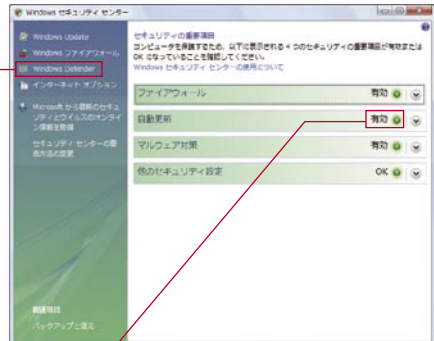 Windows セキュリティ センター
Windows Update
Windows ファイアウォール
Windows Defender
インターネット オプション
Microsoft から最新のセキュ
リティとウイルスのオンライ
ン情報を取得
セキュリティ センターの警
告方法の変更
関連項目
バックアップと復元
セキュリティの重要項目
コンピュータを保護するため、以下に表示される 4 つのセキュリティの重要項目が有効または
OK になっていることを確認してください。
Windows セキュリティ センターの使用について
ファイアウォール 有効
自動更新 有効
マルウェア対策 有効
他のセキュリティ設定 OK